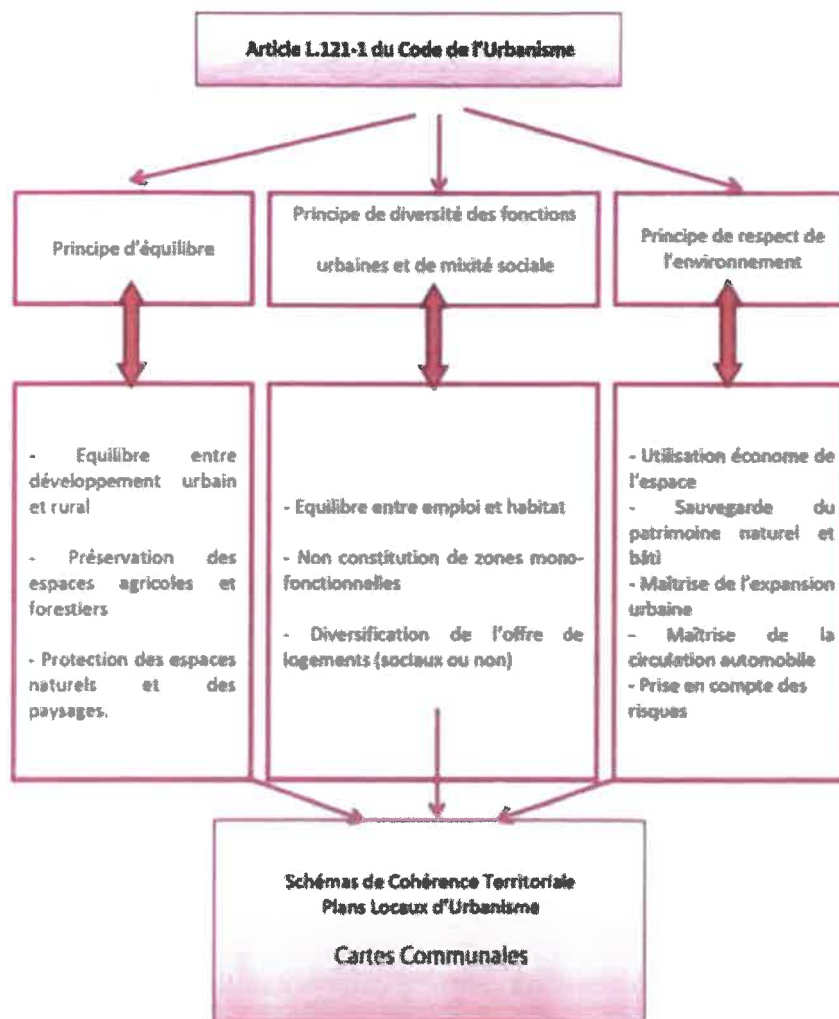 Article L.121-1 du Code de l'Urbanisme
Principe d'équilibre
Principe de diversité des fonctions
urbaines et de mixité sociale
Principe de respect de
l'environnement
- Equilibre entre
développement urbain
et rural
- Préservation des
espaces agricoles et
forestiers
- Protection des espaces
naturels et des
paysages.
- Equilibre entre emploi et habitat
- Non constitution de zones mono-
fonctionnelles
- Diversification de l'offre de
logements (sociaux ou non)
- Utilisation économe de
l'espace
- Sauvegarde du
patrimoine naturel et
bâti
- Maîtrise de l'expansion
urbaine
- Maîtrise de la
circulation automobile
- Prise en compte des
risques
Schémas de Cohérence Territoriale
Plans Locaux d'Urbanisme
Cartes Communales